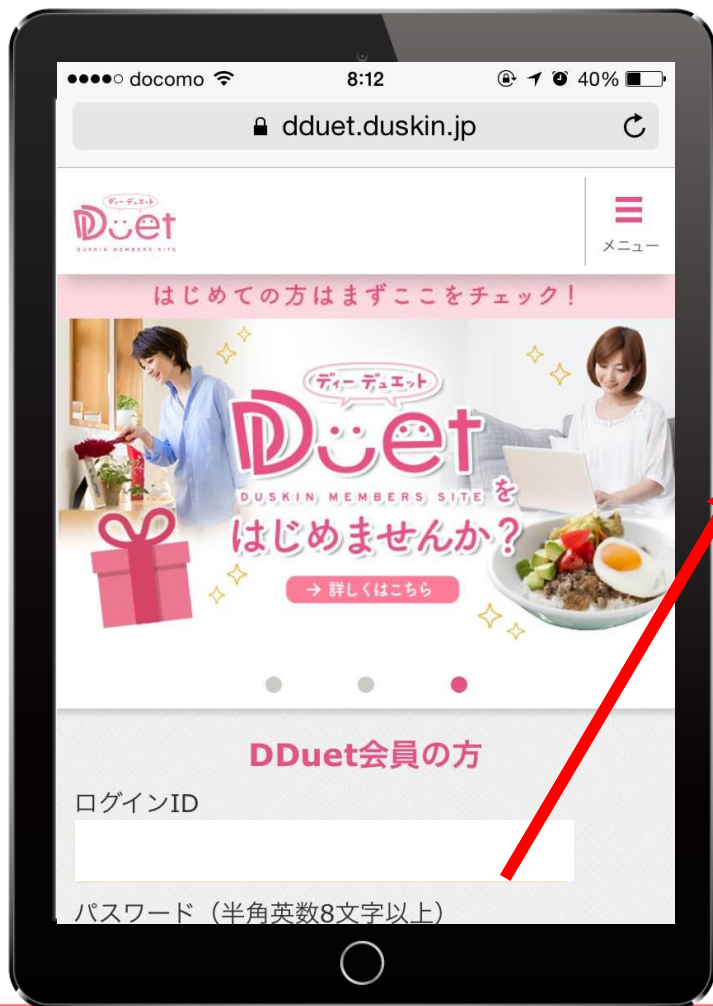 docomo 8:12 40%
dduet.duskin.jp
ディー デュエット
DDuet
DUSKIN MEMBERS SITE
メニュー
はじめての方はまずここをチェック！
ディー デュエット
DDuet
DUSKIN MEMBERS SITE を
はじめませんか？
→ 詳しくはこちら
DDuet会員の方
ログインID
パスワード（半角英数8文字以上）